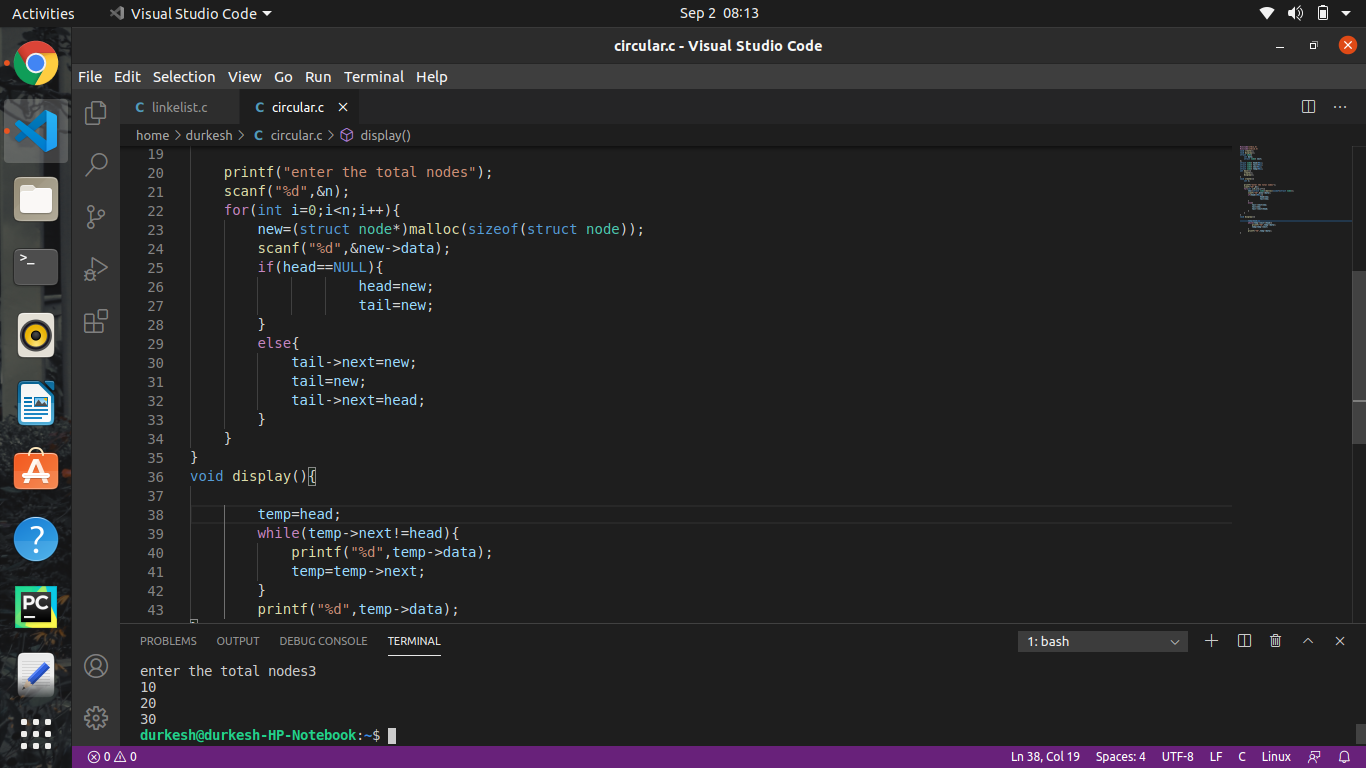 Activities Visual Studio Code Sep 2 08:13
circular.c - Visual Studio Code
File Edit Selection View Go Run Terminal Help
C linkelist.c C circular.c
home > durkesh > C circular.c > display()
19
20 printf("enter the total nodes");
21 scanf("%d",&n);
22 for(int i=0;i<n;i++){
23 new=(struct node*)malloc(sizeof(struct node));
24 scanf("%d",&new->data);
25 if(head==NULL){
26 head=new;
27 tail=new;
28 }
29 else{
30 tail->next=new;
31 tail=new;
32 tail->next=head;
33 }
34 }
35 }
36 void display(){
37
38 temp=head;
39 while(temp->next!=head){
40 printf("%d",temp->data);
41 temp=temp->next;
42 }
43 printf("%d",temp->data);
PROBLEMS OUTPUT DEBUG CONSOLE TERMINAL 1: bash
enter the total nodes3
10
20
30
durkesh@durkesh-HP-Notebook:~$
0 0 Ln 38, Col 19 Spaces: 4 UTF-8 LF C Linux
>_
?
PC